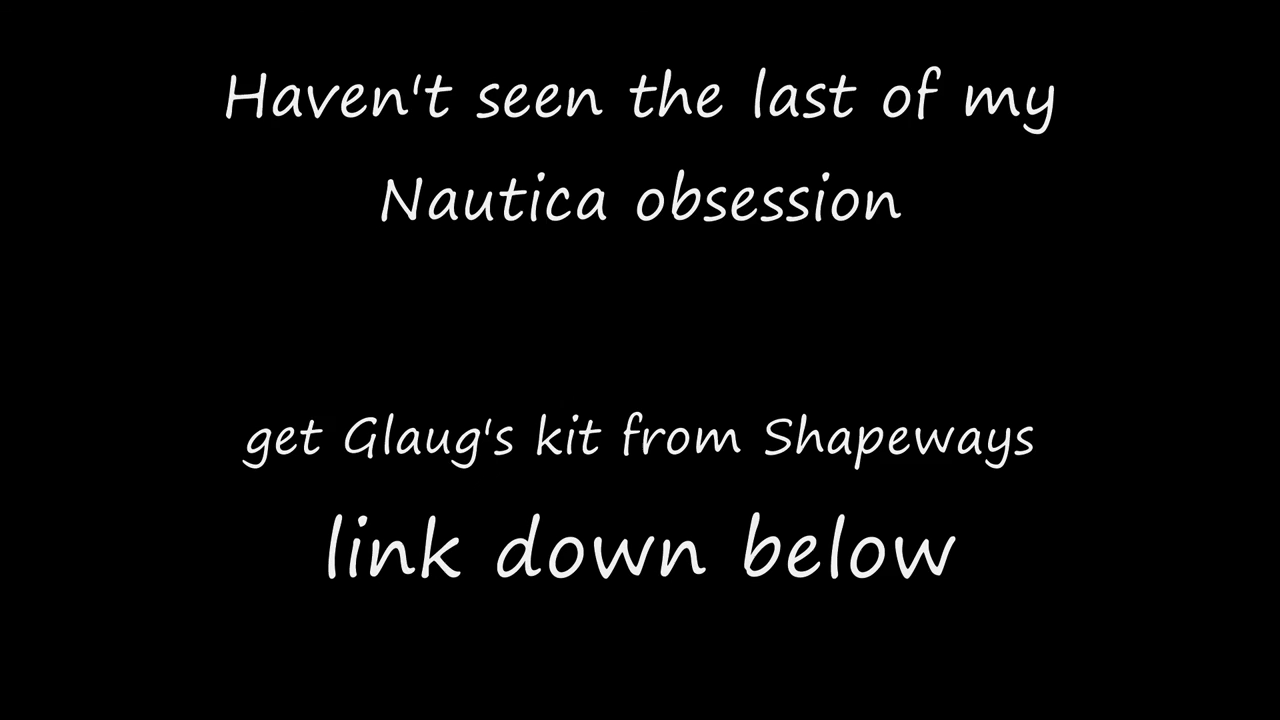 Haven't seen the last of my
Nautica obsession
get Glaug's kit from Shapeways
link down below